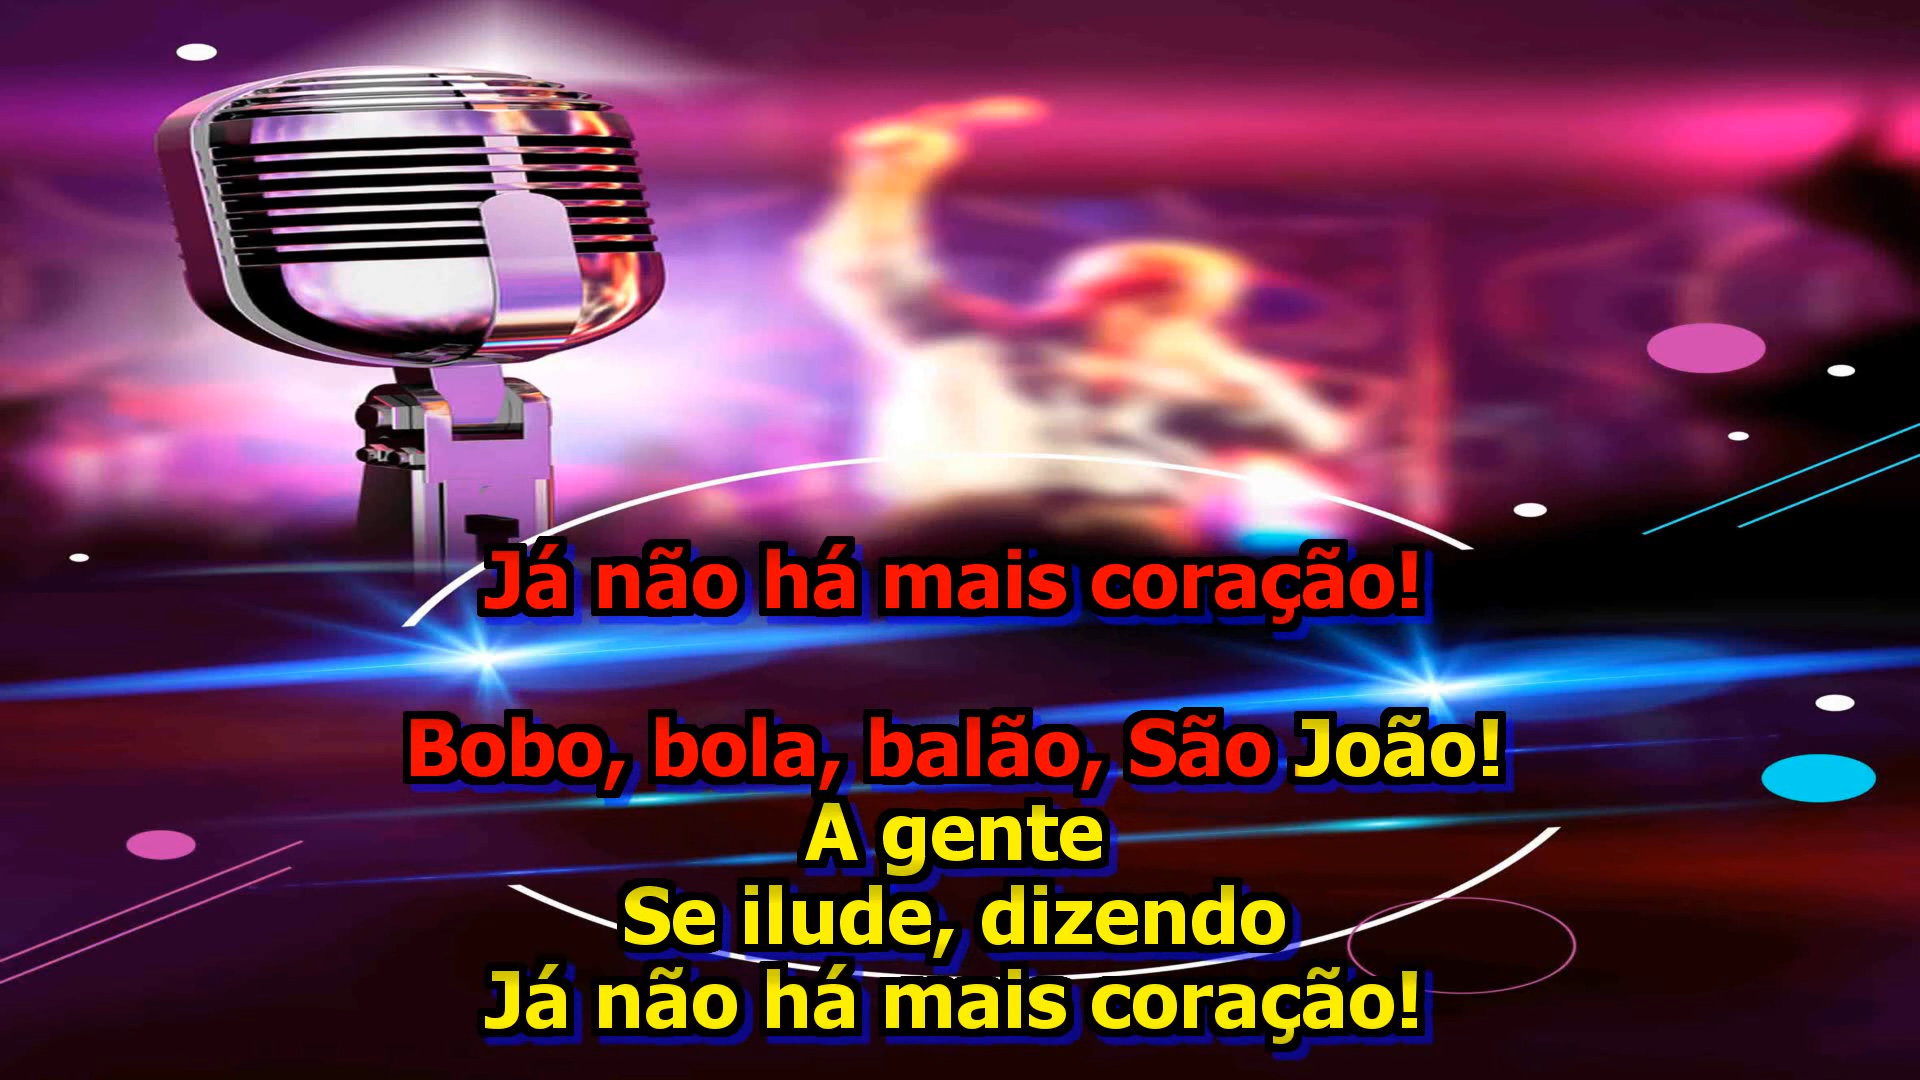 Já não há mais coração!
Bobo, bola, balão, São João!
A gente
Se ilude, dizendo
Já não há mais coração!